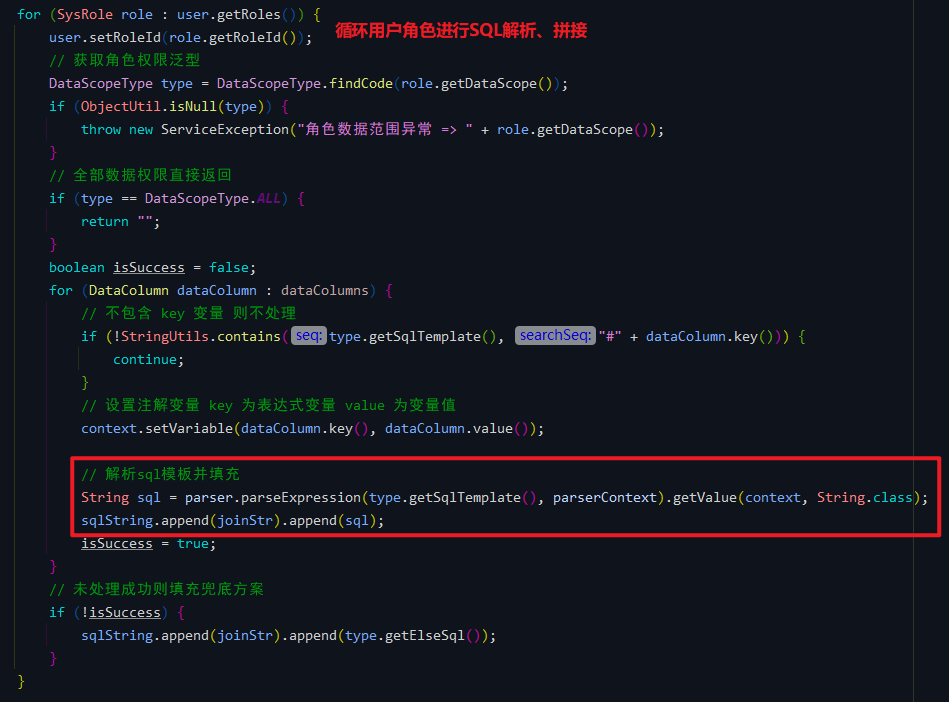 for (SysRole role : user.getRoles()) {
循环用户角色进行SQL解析、拼接
user.setRoleId(role.getRoleId());
// 获取角色权限泛型
DataScopeType type = DataScopeType.findCode(role.getDataScope());
if (ObjectUtil.isNull(type)) {
throw new ServiceException("角色数据范围异常 => " + role.getDataScope());
}
// 全部数据权限直接返回
if (type == DataScopeType.ALL) {
return "";
}
boolean isSuccess = false;
for (DataColumn dataColumn : dataColumns) {
// 不包含 key 变量 则不处理
if (!StringUtils.contains( seq: type.getSqlTemplate(), searchSeq: "#" + dataColumn.key())) {
continue;
}
// 设置注解变量 key 为表达式变量 value 为变量值
context.setVariable(dataColumn.key(), dataColumn.value());
// 解析sql模板并填充
String sql = parser.parseExpression(type.getSqlTemplate(), parserContext).getValue(context, String.class);
sqlString.append(joinStr).append(sql);
isSuccess = true;
}
// 未处理成功则填充兜底方案
if (!isSuccess) {
sqlString.append(joinStr).append(type.getElseSql());
}
}